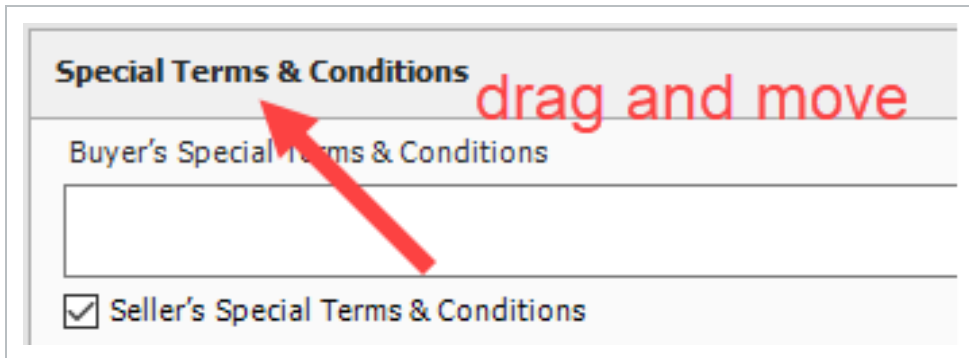 Special Terms & Conditions
drag and move
Buyer's Special Terms & Conditions
Seller's Special Terms & Conditions